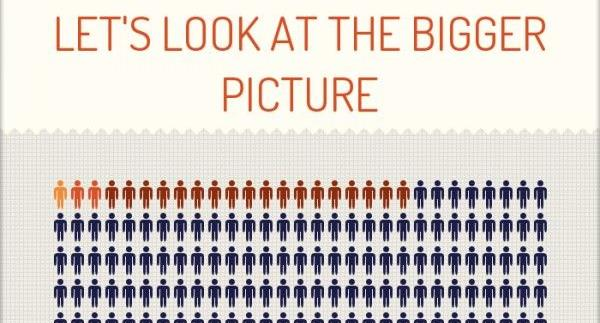 LET'S LOOK AT THE BIGGER
PICTURE